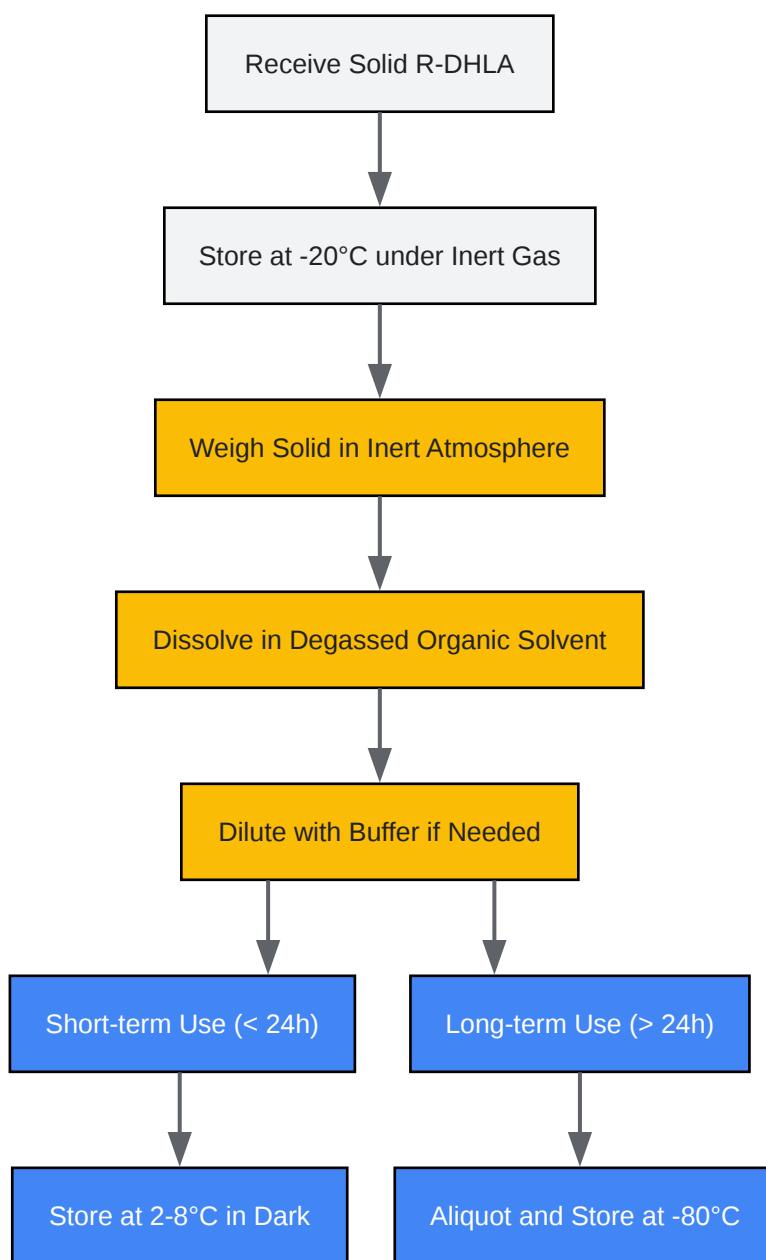 Receive Solid R-DHLA
Store at -20°C under Inert Gas
Weigh Solid in Inert Atmosphere
Dissolve in Degassed Organic Solvent
Dilute with Buffer if Needed
Short-term Use (< 24h)
Long-term Use (> 24h)
Store at 2-8°C in Dark
Aliquot and Store at -80°C